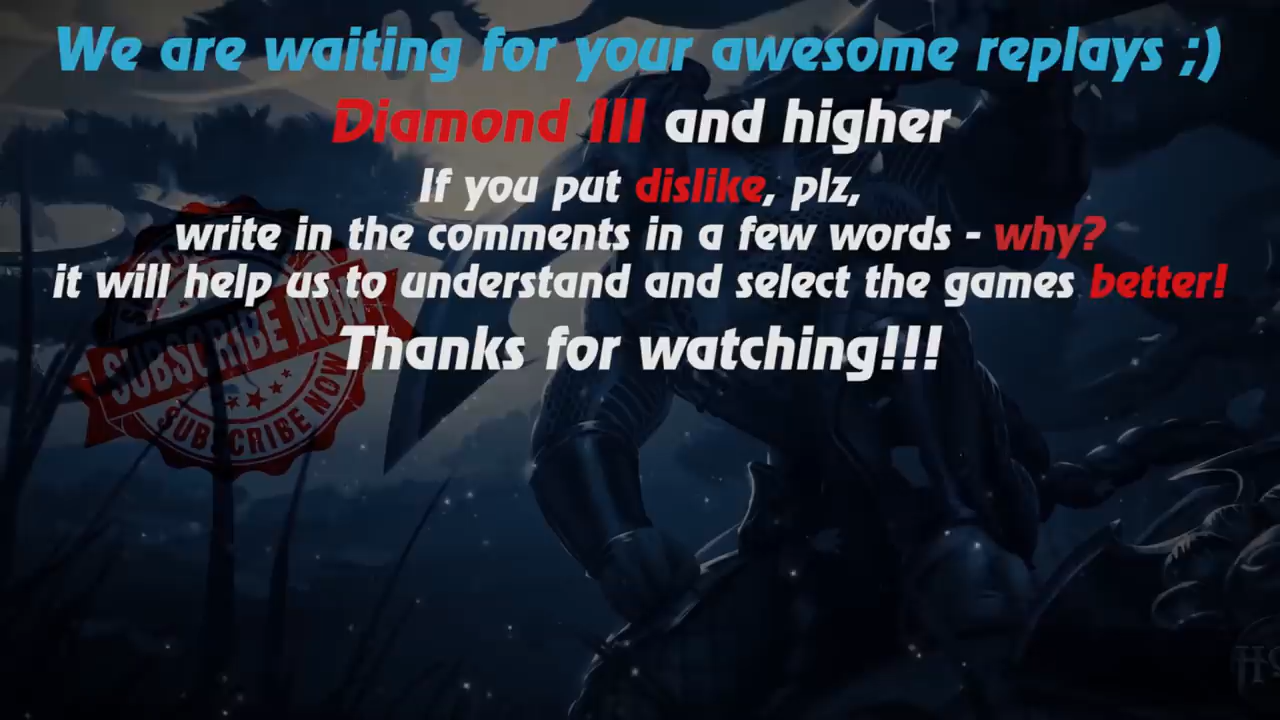 We are waiting for your awesome replays ;)
Diamond III and higher
If you put dislike, plz,
write in the comments in a few words - why?
it will help us to understand and select the games better!
Thanks for watching!!!
SUBSCRIBE NOW
SUBSCRIBE NOW